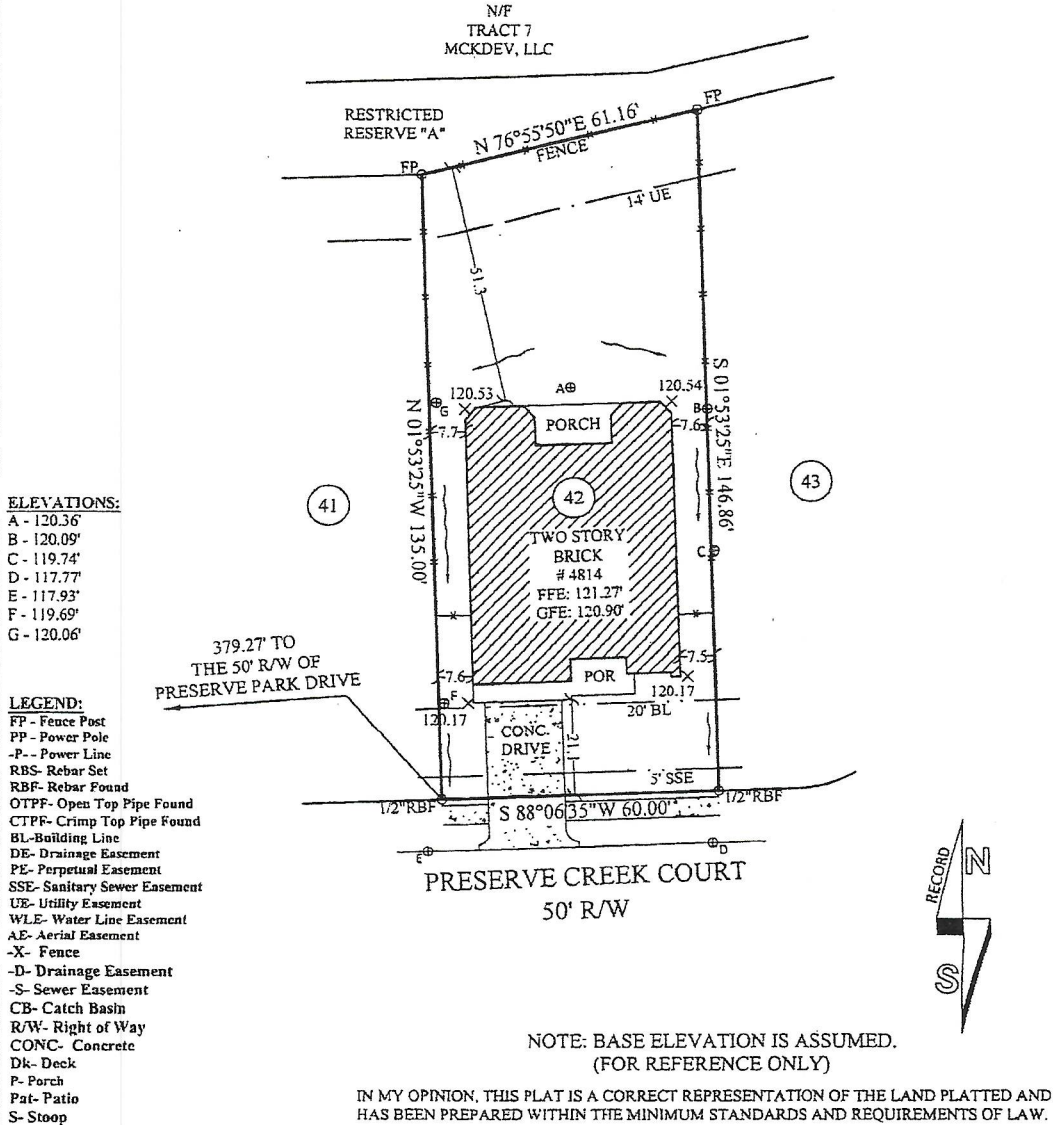 N/F
TRACT 7
MCKDEV, LLC
RESTRICTED
RESERVE "A"
FP
N 76°55'50"E 61.16'
FENCE
FP
14' UE
51.3
120.53
A
120.54
G
B
7.7
PORCH
7.6
N 01°53'25"W 135.00'
S 01°53'25"E 146.86'
41
42
43
TWO STORY
BRICK
# 4814
FFE: 121.27'
GFE: 120.90'
C
ELEVATIONS:
A - 120.36'
B - 120.09'
C - 119.74'
D - 117.77'
E - 117.93'
F - 119.69'
G - 120.06'
379.27' TO
THE 50' R/W OF
PRESERVE PARK DRIVE
7.6
POR
7.5
F
120.17
120.17
20' BL
CONC.
DRIVE
21.1
5' SSE
1/2"RBF
S 88°06'35"W 60.00'
1/2"RBF
E
D
PRESERVE CREEK COURT
50' R/W
LEGEND:
FP - Fence Post
PP - Power Pole
-P-- Power Line
RBS- Rebar Set
RBF- Rebar Found
OTPF- Open Top Pipe Found
CTPF- Crimp Top Pipe Found
BL-Building Line
DE- Drainage Easement
PE- Perpetual Easement
SSE- Sanitary Sewer Easement
UE- Utility Easement
WLE- Water Line Easement
AE- Aerial Easement
-X- Fence
-D- Drainage Easement
-S- Sewer Easement
CB- Catch Basin
R/W- Right of Way
CONC- Concrete
Dk- Deck
P- Porch
Pat- Patio
S- Stoop
RECORD
N
S
NOTE: BASE ELEVATION IS ASSUMED.
(FOR REFERENCE ONLY)
IN MY OPINION, THIS PLAT IS A CORRECT REPRESENTATION OF THE LAND PLATTED AND
HAS BEEN PREPARED WITHIN THE MINIMUM STANDARDS AND REQUIREMENTS OF LAW.